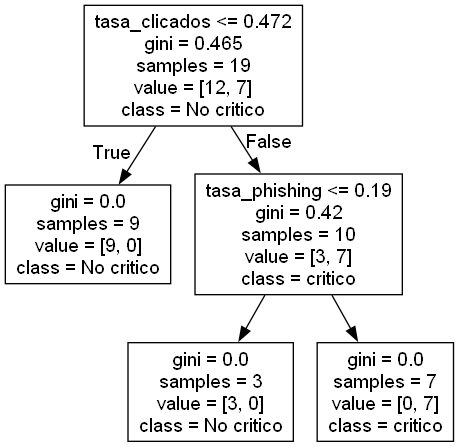 tasa_clicados <= 0.472
gini = 0.465
samples = 19
value = [12, 7]
class = No critico
True
False
gini = 0.0
samples = 9
value = [9, 0]
class = No critico
tasa_phishing <= 0.19
gini = 0.42
samples = 10
value = [3, 7]
class = critico
gini = 0.0
samples = 3
value = [3, 0]
class = No critico
gini = 0.0
samples = 7
value = [0, 7]
class = critico